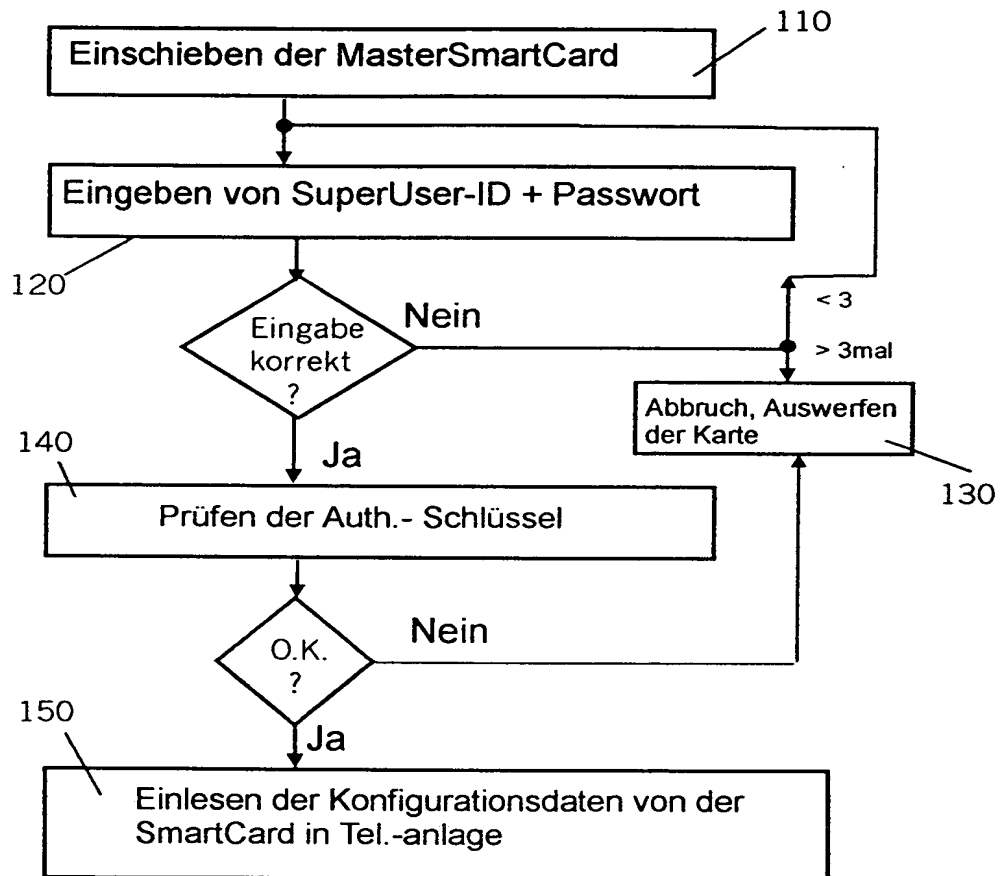 110
Einschieben der MasterSmartCard
Eingeben von SuperUser-ID + Passwort
120
Eingabe
korrekt
?
Nein
< 3
> 3mal
Abbruch, Auswerfen
der Karte
130
Ja
140
Prüfen der Auth.- Schlüssel
O.K.
?
Nein
150
Ja
Einlesen der Konfigurationsdaten von der
SmartCard in Tel.-anlage